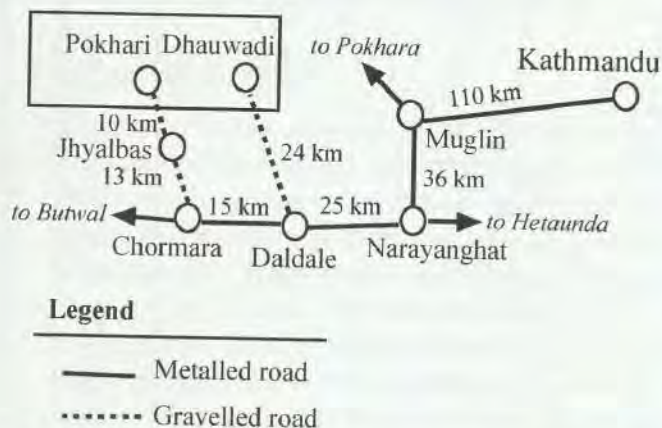 Pokhari Dhauwadi
to Pokhara
Kathmandu
110 km
10 km
Muglin
Jhyalbas
24 km
13 km
36 km
to Butwal
15 km
25 km
to Hetaunda
Chormara
Daldale
Narayanghat
Legend
Metalled road
Gravelled road